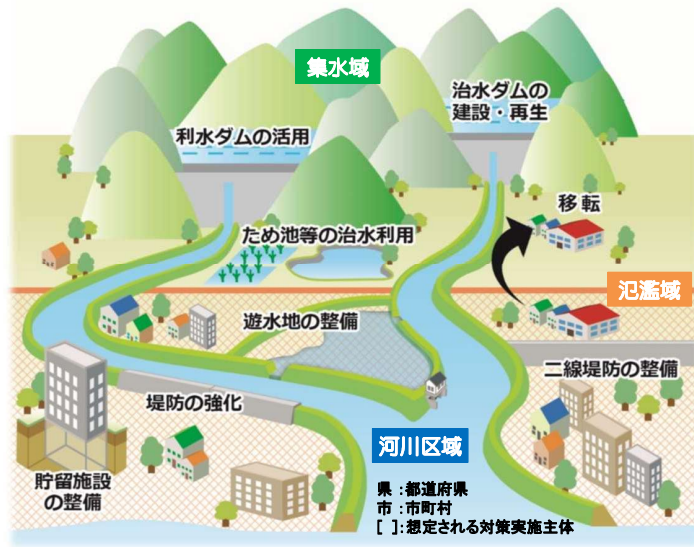 集水域
治水ダムの
建設・再生
利水ダムの活用
移転
ため池等の治水利用
氾濫域
遊水地の整備
二線堤防の整備
堤防の強化
河川区域
貯留施設
の整備
県：都道府県
市：市町村
[ ]：想定される対策実施主体